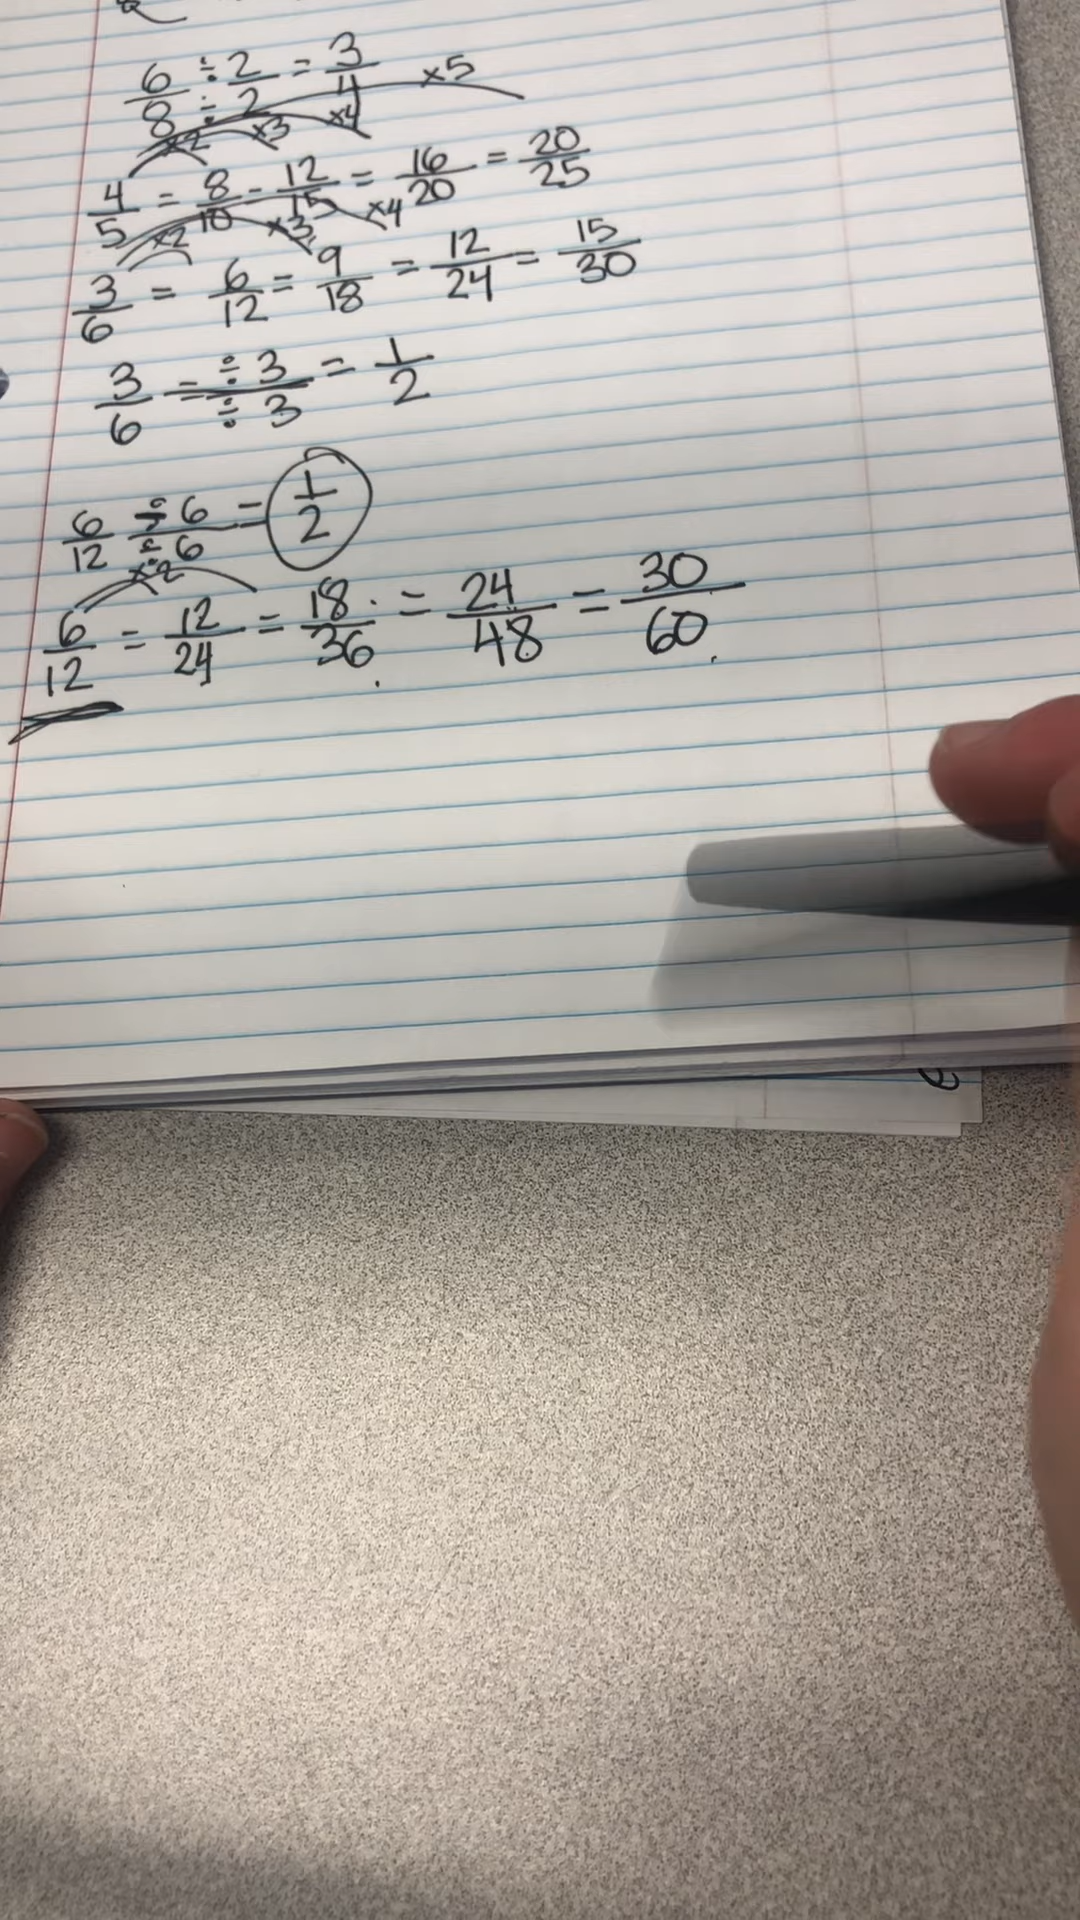 6/8 ÷2/÷2 = 3/4 ×5
×2 ×3 ×4
4/5 = 8/10 = 12/15 = 16/20 = 20/25
×2 ×3 ×4
3/6 = 6/12 = 9/18 = 12/24 = 15/30
3/6 = ÷3/÷3 = 1/2
6/12 ÷6/÷6 = 1/2
×2
6/12 = 12/24 = 18/36 = 24/48 = 30/60